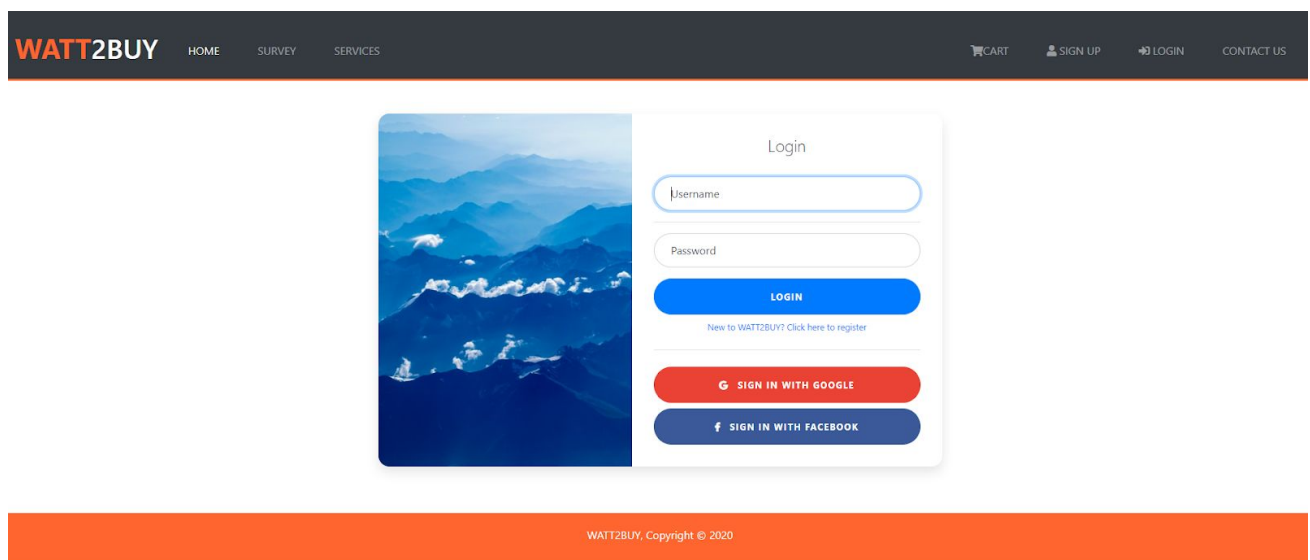 WATT2BUY HOME SURVEY SERVICES CART SIGN UP LOGIN CONTACT US
Login
Username
Password
LOGIN
New to WATT2BUY? Click here to register
G SIGN IN WITH GOOGLE
f SIGN IN WITH FACEBOOK
WATT2BUY, Copyright © 2020